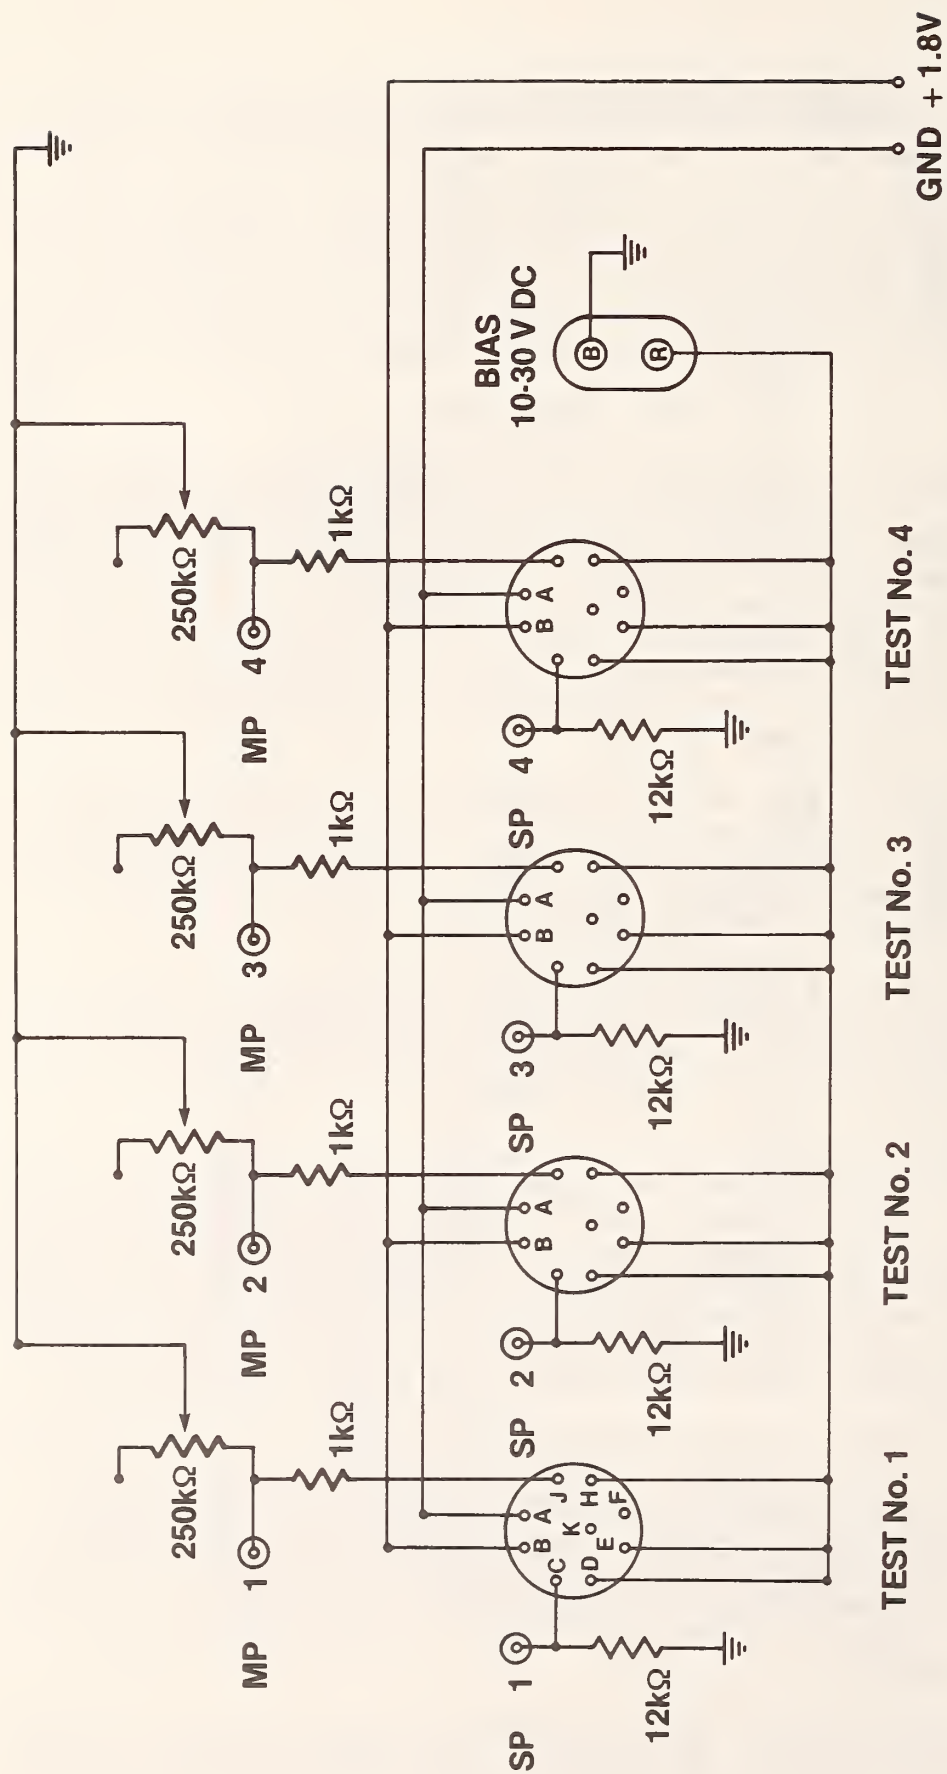 250kΩ
250kΩ
250kΩ
250kΩ
MP 1
MP 2
MP 3
MP 4
1kΩ
1kΩ
1kΩ
1kΩ
BIAS
10-30 V DC
B
R
SP 1
SP 2
SP 3
SP 4
B A
C J
K
D H
E F
B A
B A
B A
12kΩ
12kΩ
12kΩ
12kΩ
GND +1.8V
TEST No. 1
TEST No. 2
TEST No. 3
TEST No. 4